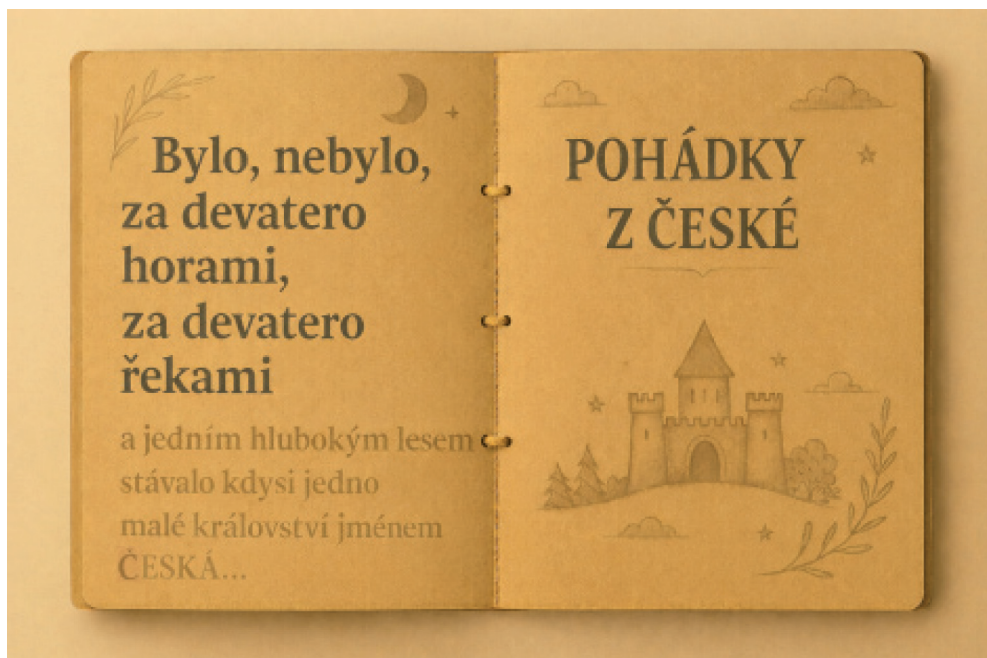 Bylo, nebylo,
za devatero
horami,
za devatero
řekami
a jedním hlubokým lesem
stávalo kdysi jedno
malé království jménem
ČESKÁ...
POHÁDKY
Z ČESKÉ